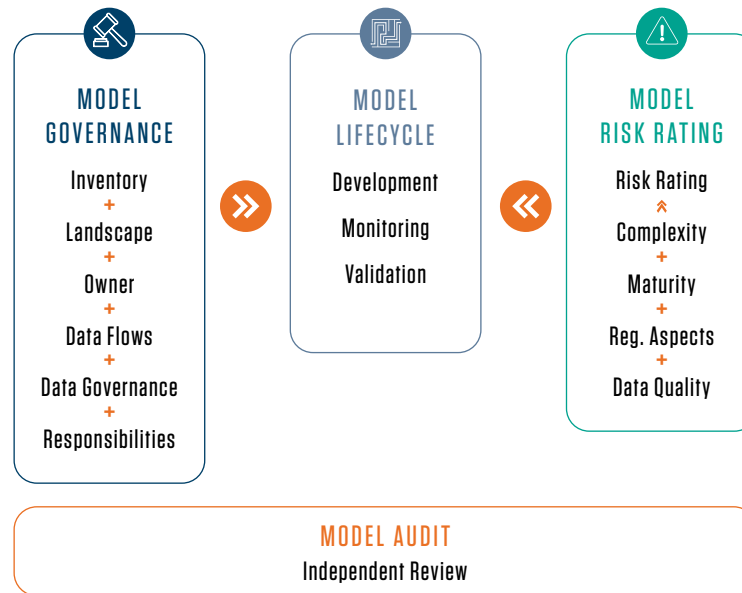 MODEL
GOVERNANCE
Inventory
+
Landscape
+
Owner
+
Data Flows
+
Data Governance
+
Responsibilities
MODEL
LIFECYCLE
Development
Monitoring
Validation
MODEL
RISK RATING
Risk Rating
Complexity
+
Maturity
+
Reg. Aspects
+
Data Quality
MODEL AUDIT
Independent Review